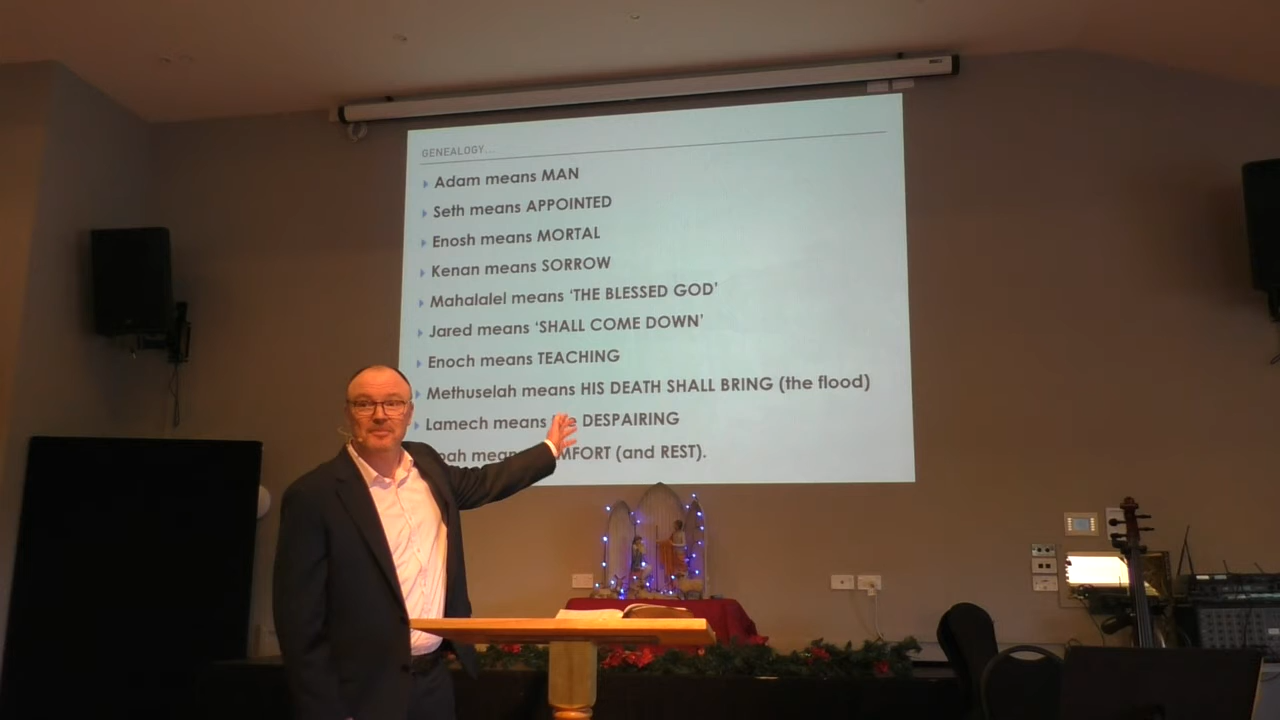 GENEALOGY...
Adam means MAN
Seth means APPOINTED
Enosh means MORTAL
Kenan means SORROW
Mahalalel means ‘THE BLESSED GOD’
Jared means ‘SHALL COME DOWN’
Enoch means TEACHING
Methuselah means HIS DEATH SHALL BRING (the flood)
Lamech means DESPAIRING
(and REST).